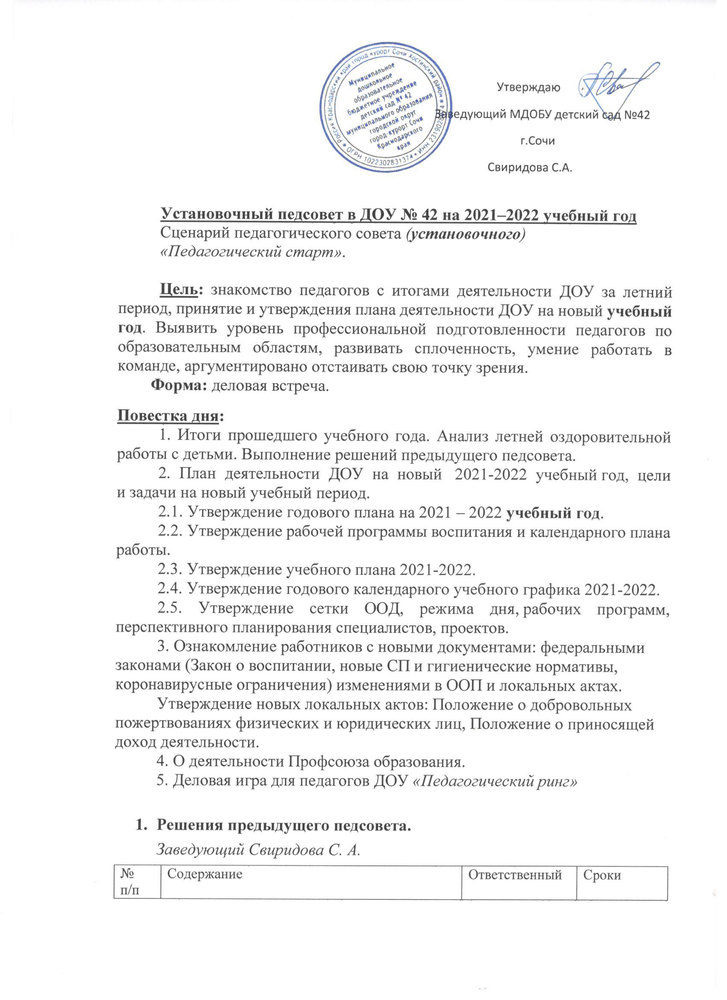 Россия Краснодарский край город-курорт Сочи Хостинский район * ОГРН 1022302831374 • ИНН
Муниципальное
дошкольное
образовательное
бюджетное учреждение
детский сад № 42
муниципального образования
городской округ
город-курорт Сочи
Краснодарского
края
Утверждаю
Заведующий МДОБУ детский сад №42
г.Сочи
Свиридова С.А.
Установочный педсовет в ДОУ № 42 на 2021–2022 учебный год
Сценарий педагогического совета (установочного)
«Педагогический старт».
Цель: знакомство педагогов с итогами деятельности ДОУ за летний
период, принятие и утверждения плана деятельности ДОУ на новый учебный
год. Выявить уровень профессиональной подготовленности педагогов по
образовательным областям, развивать сплоченность, умение работать в
команде, аргументировано отстаивать свою точку зрения.
Форма: деловая встреча.
Повестка дня:
1. Итоги прошедшего учебного года. Анализ летней оздоровительной
работы с детьми. Выполнение решений предыдущего педсовета.
2. План деятельности ДОУ на новый 2021-2022 учебный год, цели
и задачи на новый учебный период.
2.1. Утверждение годового плана на 2021 – 2022 учебный год.
2.2. Утверждение рабочей программы воспитания и календарного плана
работы.
2.3. Утверждение учебного плана 2021-2022.
2.4. Утверждение годового календарного учебного графика 2021-2022.
2.5. Утверждение сетки ООД, режима дня, рабочих программ,
перспективного планирования специалистов, проектов.
3. Ознакомление работников с новыми документами: федеральными
законами (Закон о воспитании, новые СП и гигиенические нормативы,
коронавирусные ограничения) изменениями в ООП и локальных актах.
Утверждение новых локальных актов: Положение о добровольных
пожертвованиях физических и юридических лиц, Положение о приносящей
доход деятельности.
4. О деятельности Профсоюза образования.
5. Деловая игра для педагогов ДОУ «Педагогический ринг»
1. Решения предыдущего педсовета.
Заведующий Свиридова С. А.
№ Содержание Ответственный Сроки
п/п